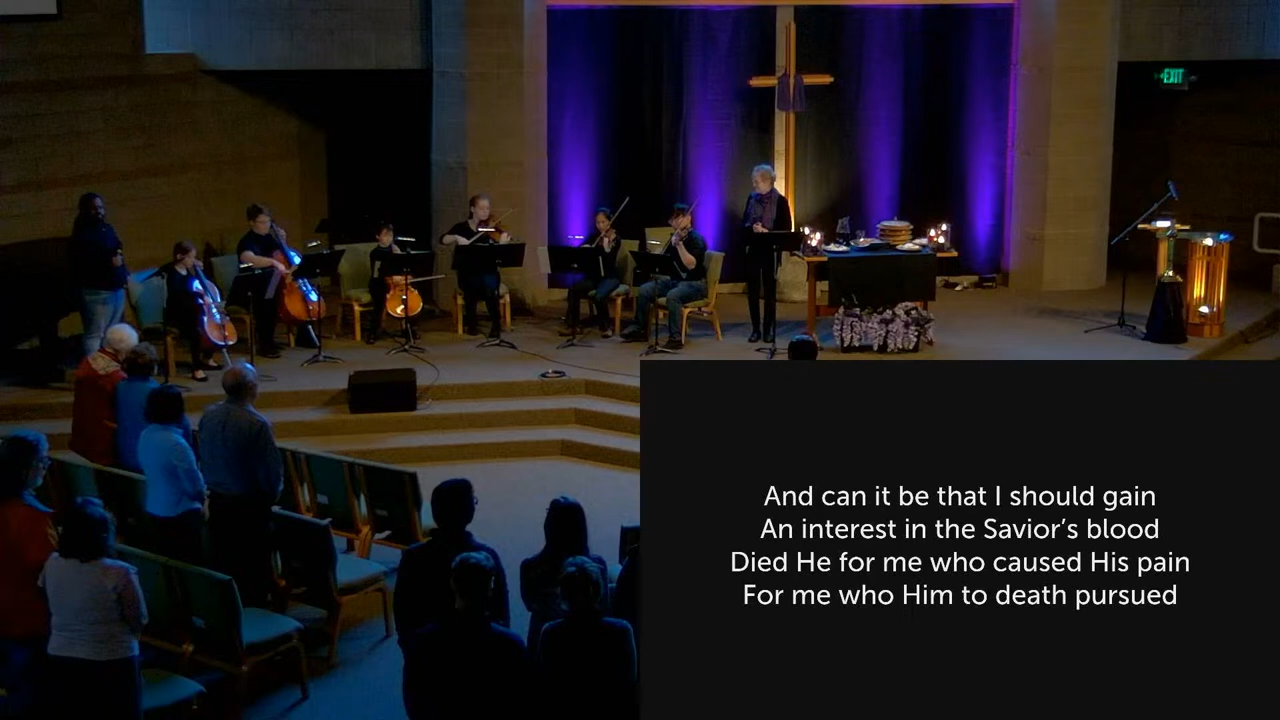 EXIT
And can it be that I should gain
An interest in the Savior's blood
Died He for me who caused His pain
For me who Him to death pursued